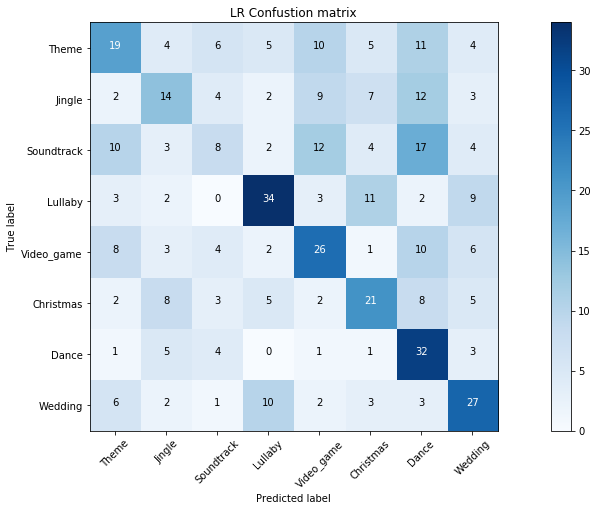 LR Confustion matrix
Theme 19 4 6 5 10 5 11 4
Jingle 2 14 4 2 9 7 12 3
Soundtrack 10 3 8 2 12 4 17 4
Lullaby 3 2 0 34 3 11 2 9
Video_game 8 3 4 2 26 1 10 6
Christmas 2 8 3 5 2 21 8 5
Dance 1 5 4 0 1 1 32 3
Wedding 6 2 1 10 2 3 3 27
Theme Jingle Soundtrack Lullaby Video_game Christmas Dance Wedding
True label
Predicted label
30
25
20
15
10
5
0